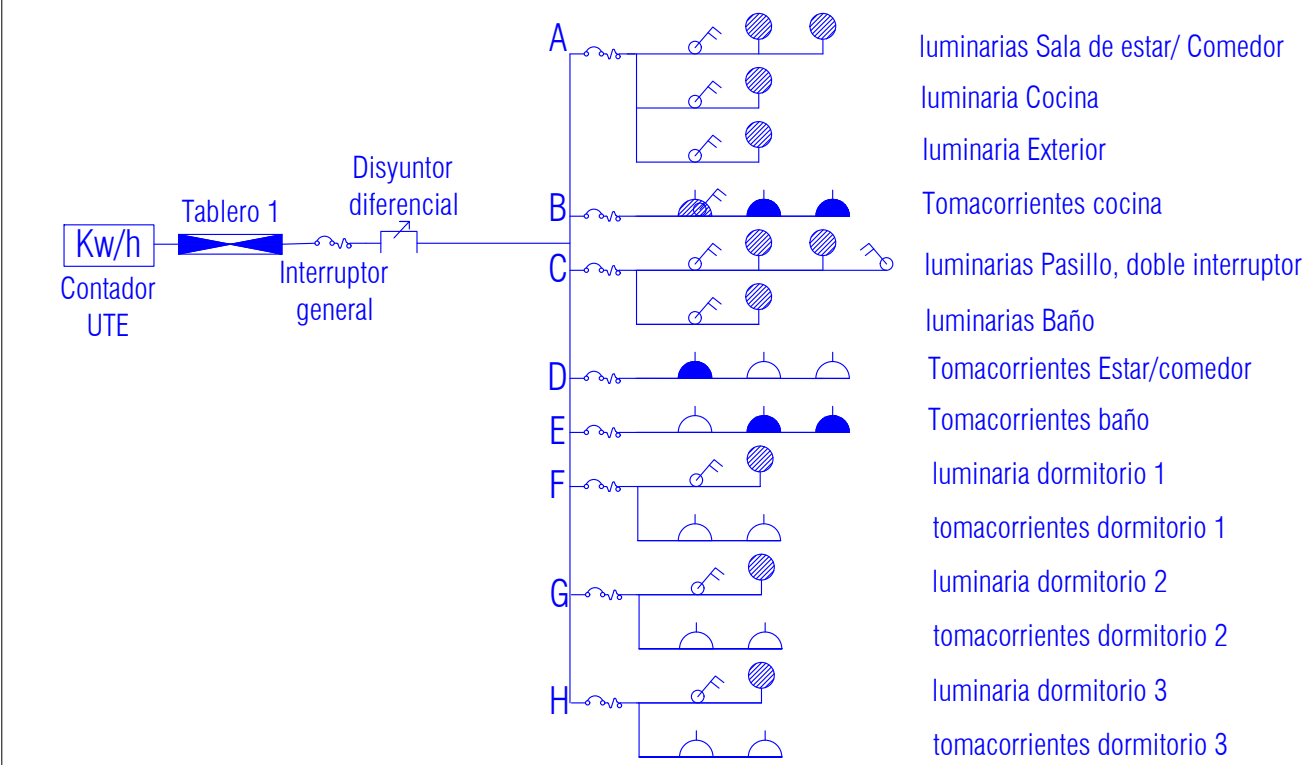 A
luminarias Sala de estar/ Comedor
luminaria Cocina
luminaria Exterior
B
Tomacorrientes cocina
C
luminarias Pasillo, doble interruptor
luminarias Baño
D
Tomacorrientes Estar/comedor
E
Tomacorrientes baño
F
luminaria dormitorio 1
tomacorrientes dormitorio 1
G
luminaria dormitorio 2
tomacorrientes dormitorio 2
H
luminaria dormitorio 3
tomacorrientes dormitorio 3
Kw/h
Contador
UTE
Tablero 1
Interruptor
general
Disyuntor
diferencial